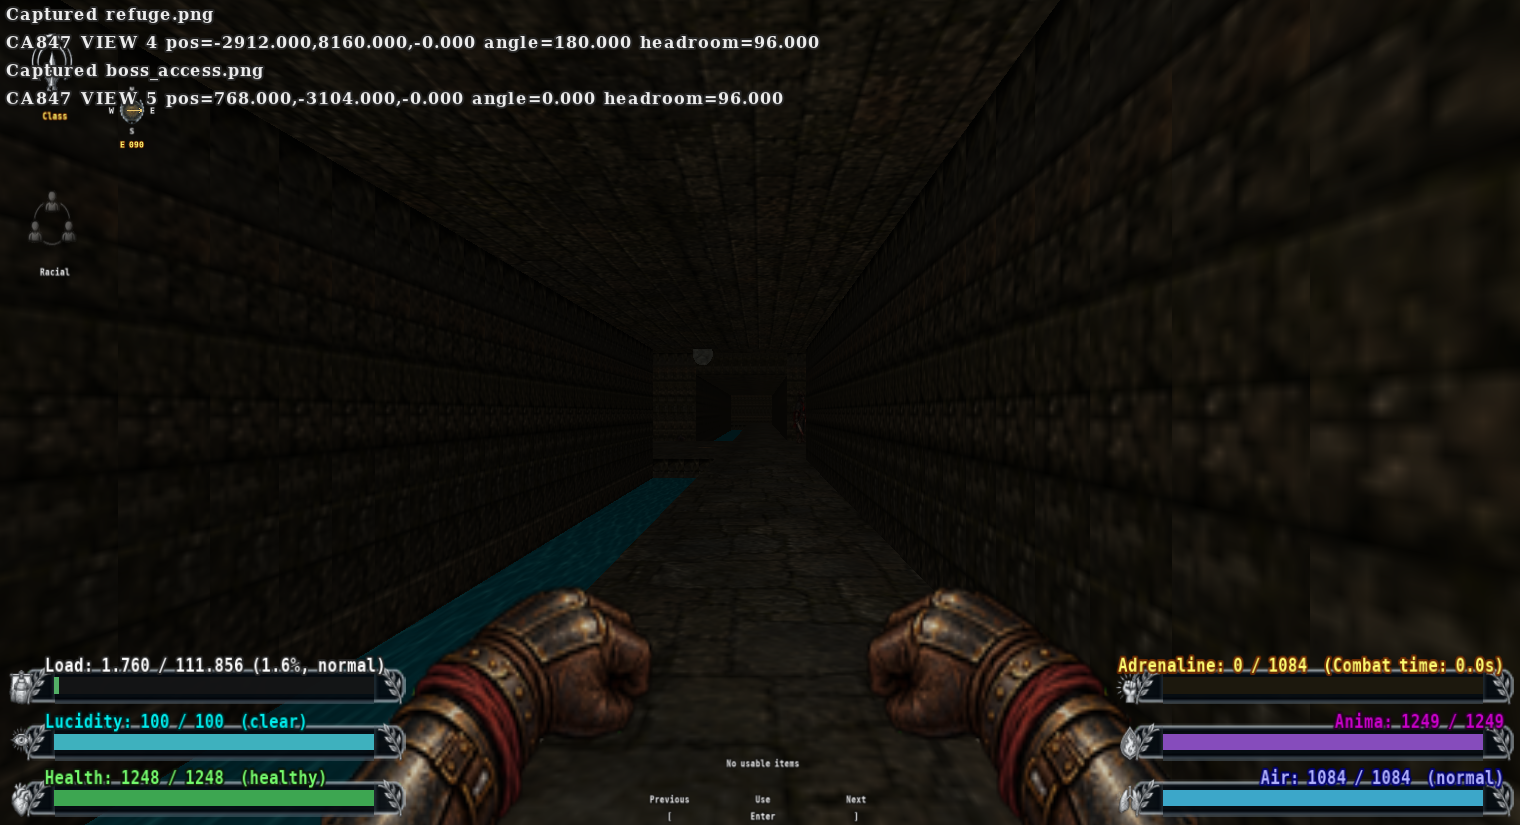 Captured refuge.png
CA847 VIEW 4 pos=-2912.000,8160.000,-0.000 angle=180.000 headroom=96.000
Captured boss_access.png
CA847 VIEW 5 pos=768.000,-3104.000,-0.000 angle=0.000 headroom=96.000
W E
Class
S
E 090
Racial
Load: 1.760 / 111.856 (1.6%, normal)
Lucidity: 100 / 100 (clear)
Health: 1248 / 1248 (healthy)
Adrenaline: 0 / 1084 (Combat time: 0.0s)
Anima: 1249 / 1249
Air: 1084 / 1084 (normal)
No usable items
Previous Use Next
[ Enter ]